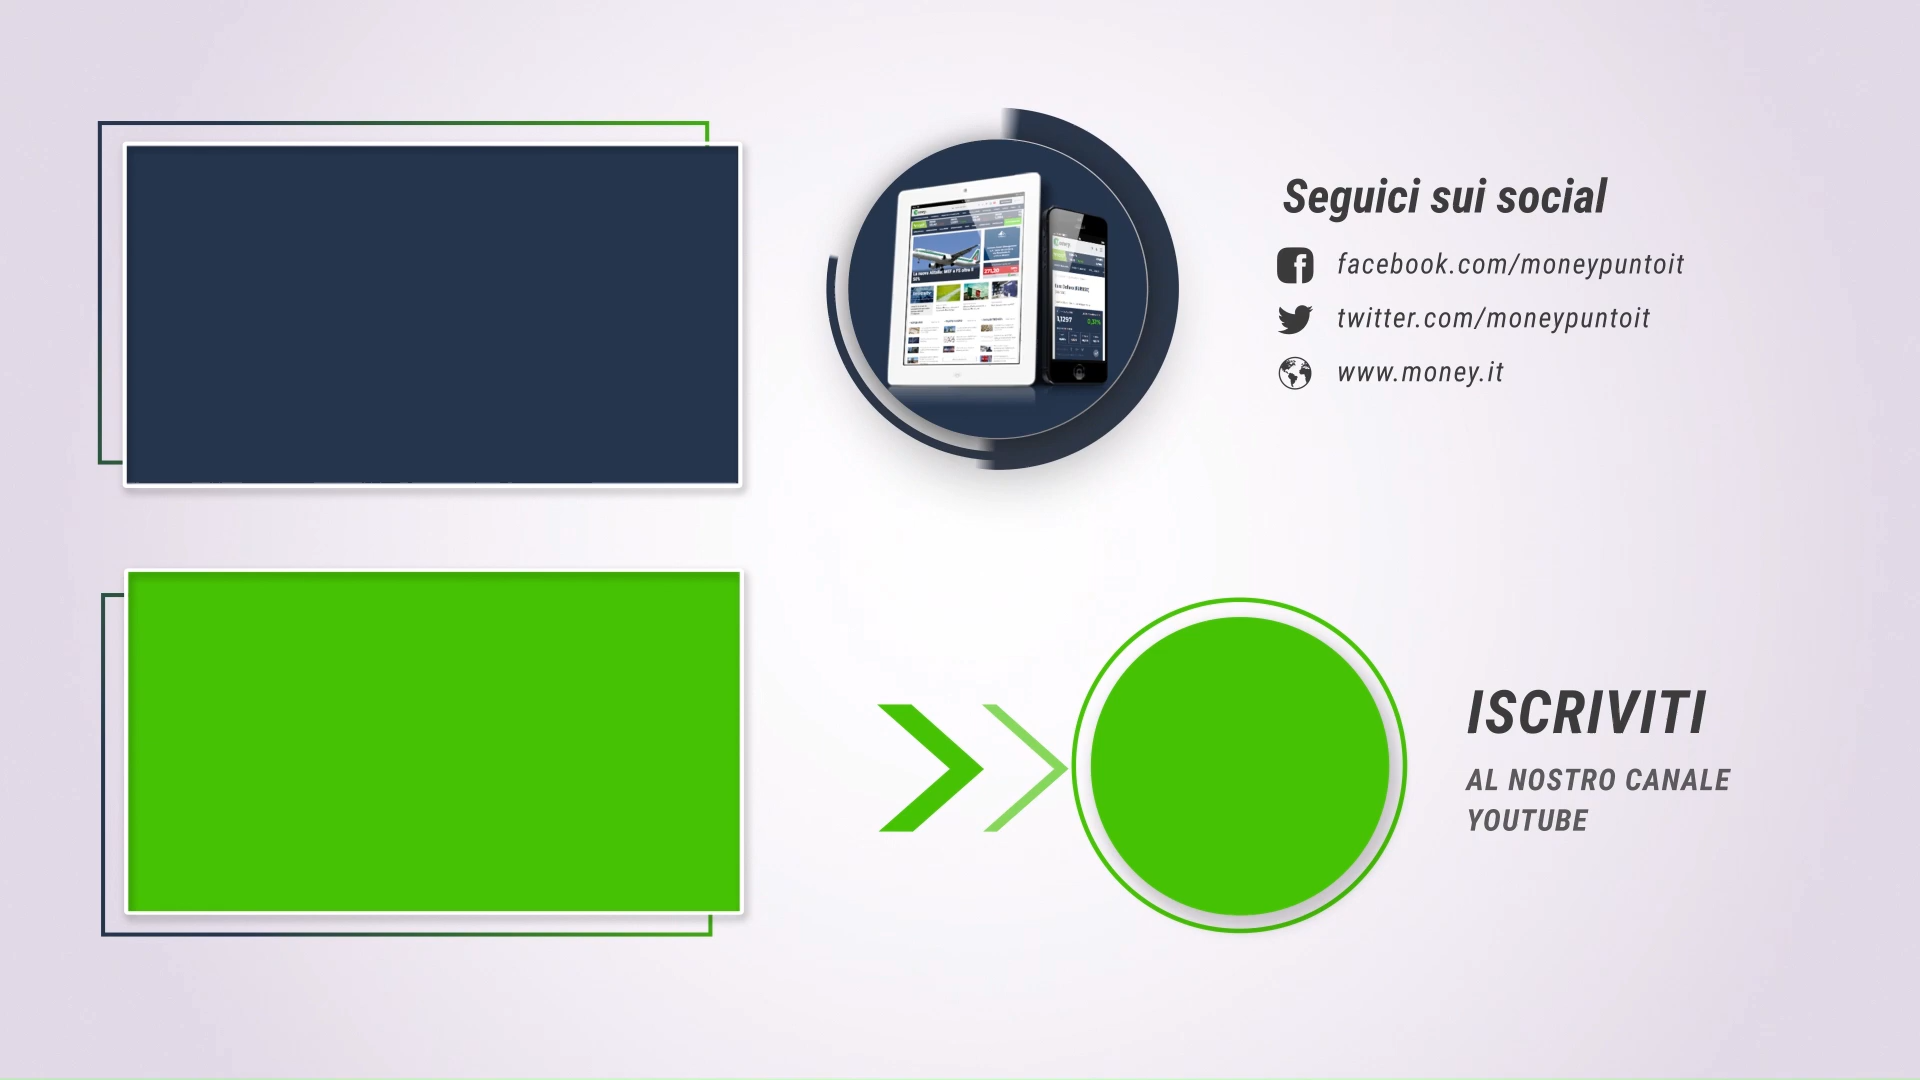 Seguici sui social
facebook.com/moneypuntoit
twitter.com/moneypuntoit
www.money.it
ISCRIVITI
AL NOSTRO CANALE
YOUTUBE